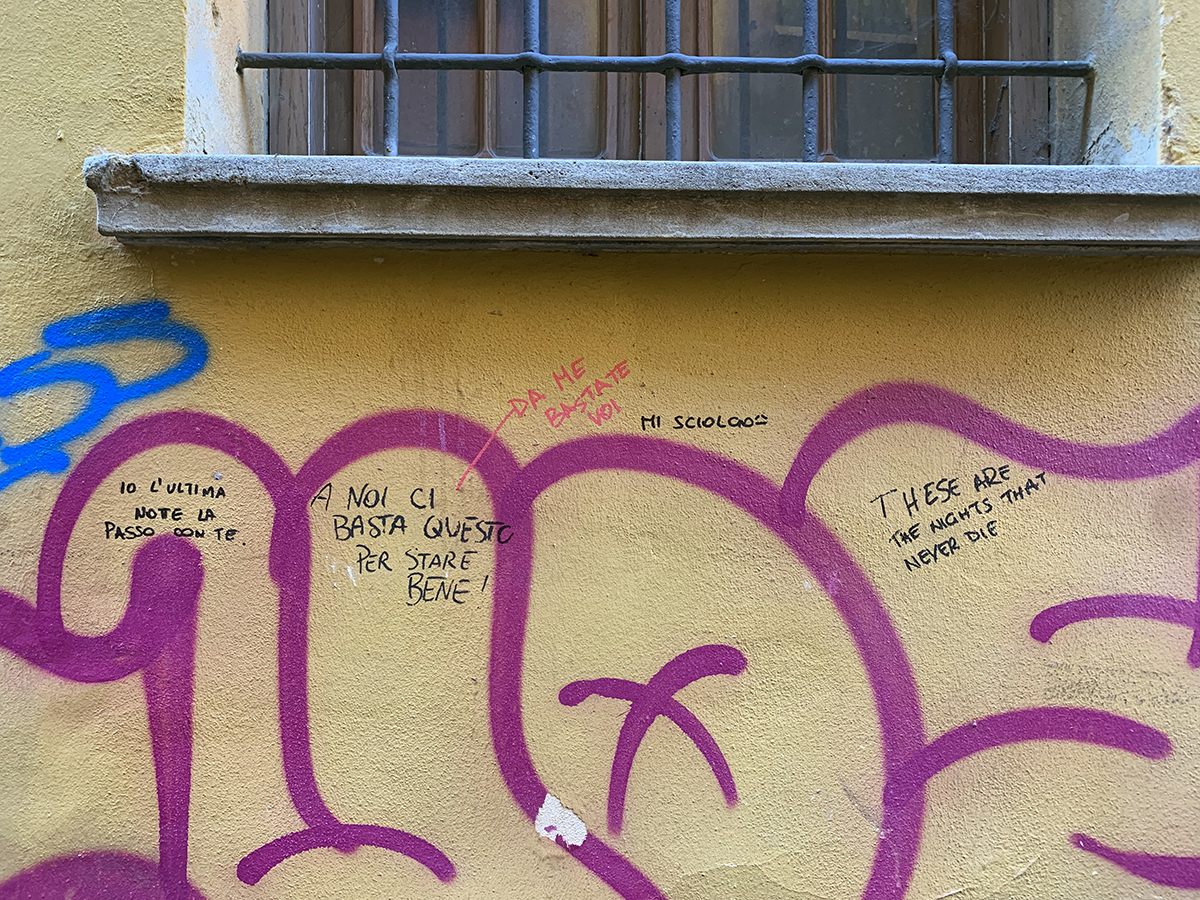 IO L'ULTIMA
NOTE LA
PASSO CON TE.
A NOI CI
BASTA QUESTO
PER STARE
BENE!
DA ME
BASTATE
VOI
MI SCIOLGO
THESE ARE
THE NIGHTS THAT
NEVER DIE